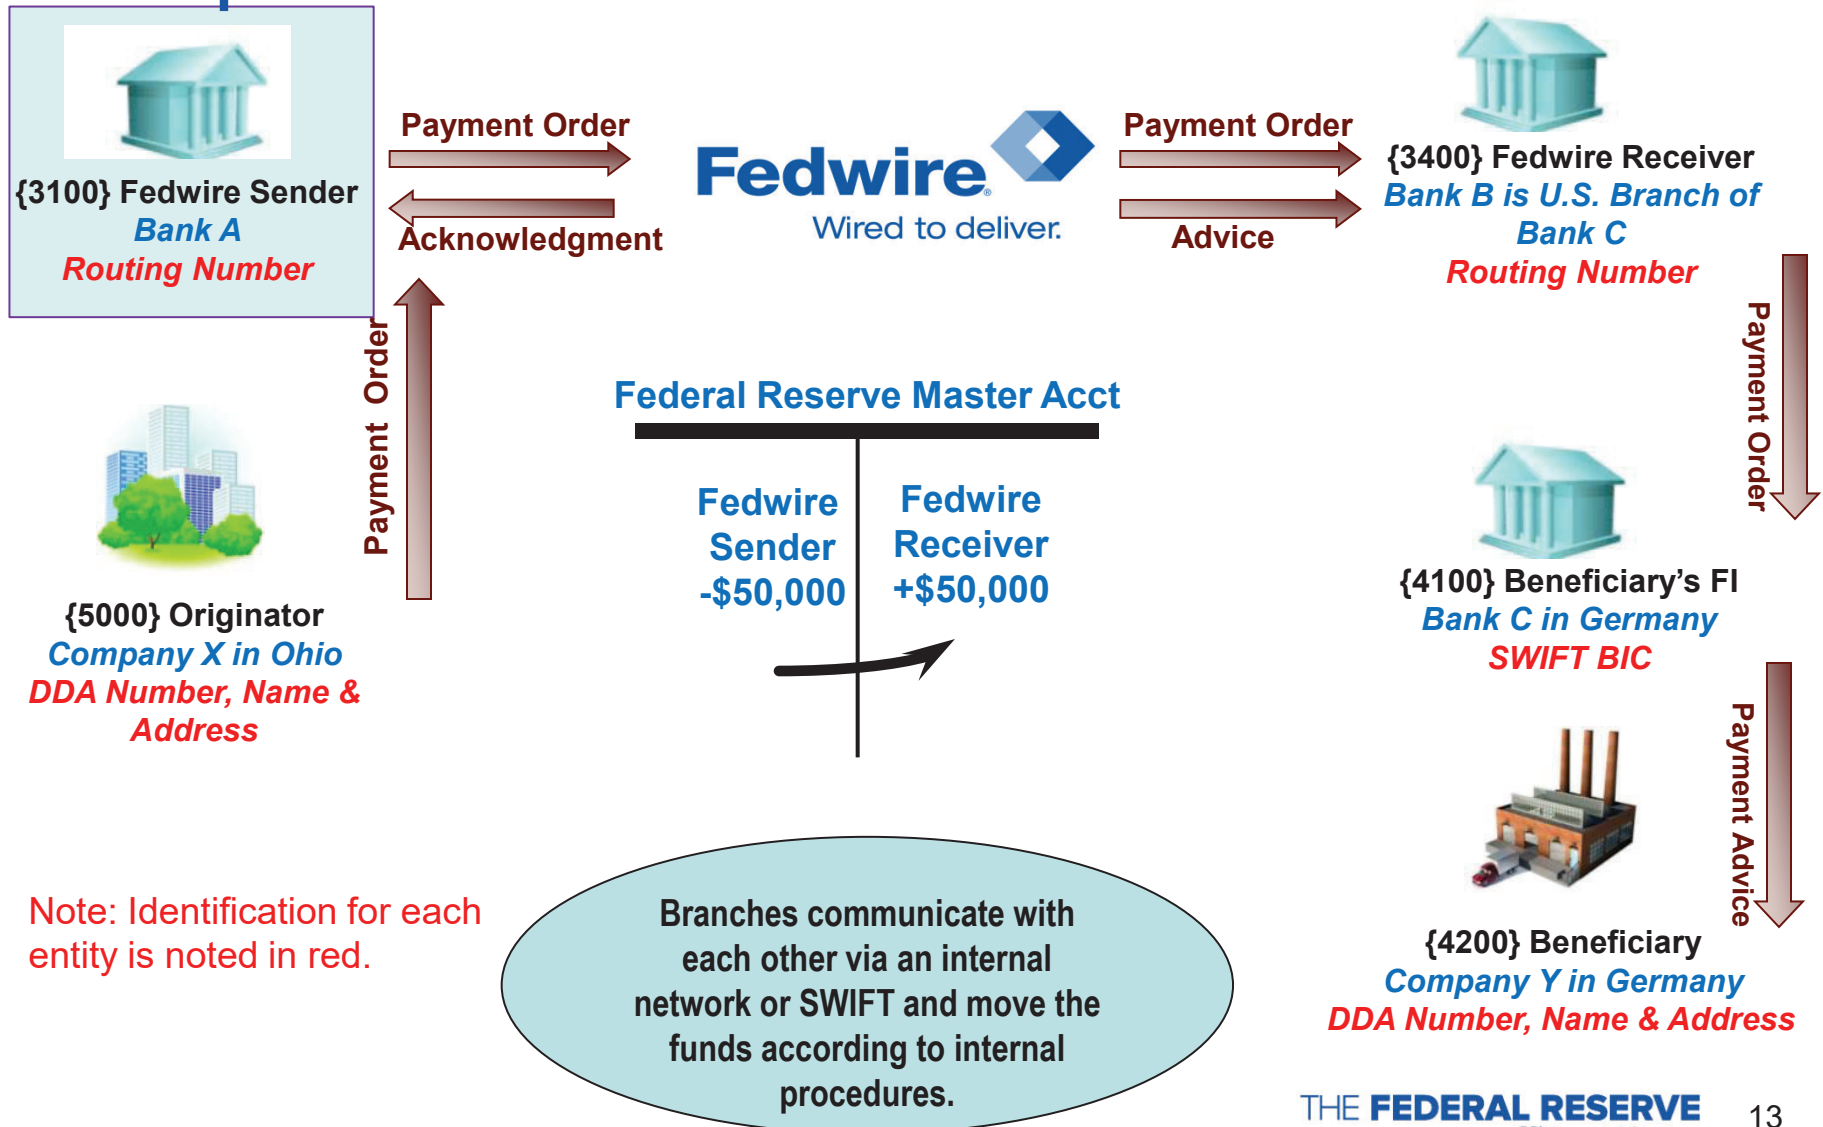 {3100} Fedwire Sender
Bank A
Routing Number
Payment Order
Acknowledgment
Fedwire®
Wired to deliver.
Payment Order
Advice
{3400} Fedwire Receiver
Bank B is U.S. Branch of
Bank C
Routing Number
Payment Order
Payment Order
{5000} Originator
Company X in Ohio
DDA Number, Name &
Address
Federal Reserve Master Acct
Fedwire
Sender
-$50,000
Fedwire
Receiver
+$50,000
{4100} Beneficiary’s FI
Bank C in Germany
SWIFT BIC
Payment Advice
{4200} Beneficiary
Company Y in Germany
DDA Number, Name & Address
Note: Identification for each
entity is noted in red.
Branches communicate with
each other via an internal
network or SWIFT and move the
funds according to internal
procedures.
THE FEDERAL RESERVE
13